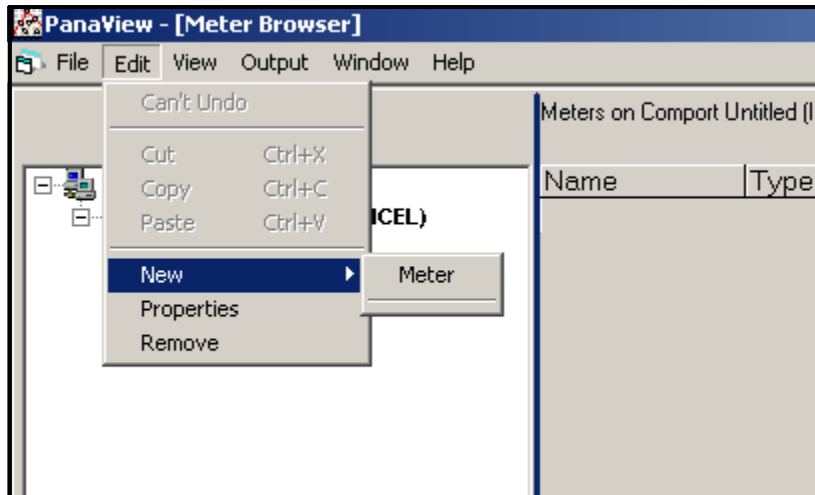 PanaView - [Meter Browser]
File Edit View Output Window Help
Can't Undo
Meters on Comport Untitled (I
Cut Ctrl+X
Name Type
Copy Ctrl+C
Paste Ctrl+V
ICEL)
New Meter
Properties
Remove